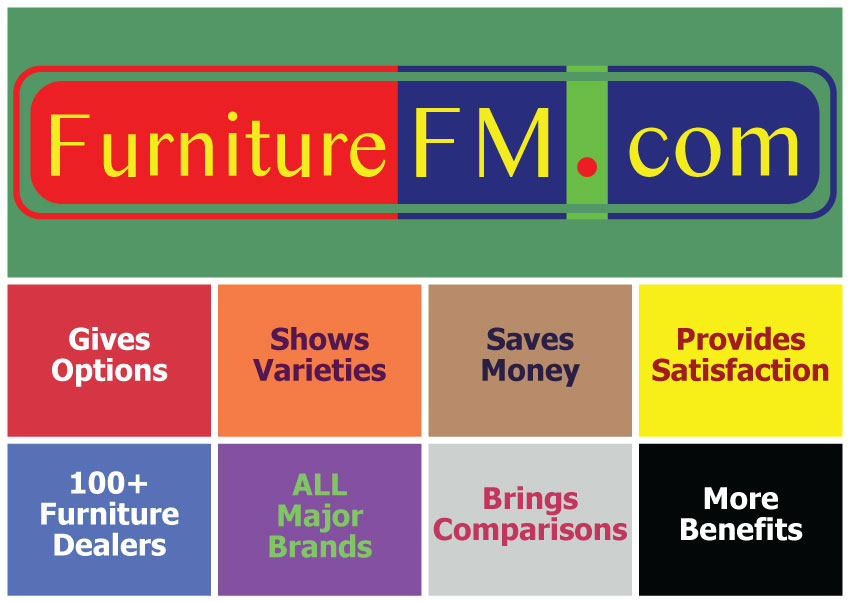 FurnitureFM.com
Gives
Options
Shows
Varieties
Saves
Money
Provides
Satisfaction
100+
Furniture
Dealers
ALL
Major
Brands
Brings
Comparisons
More
Benefits